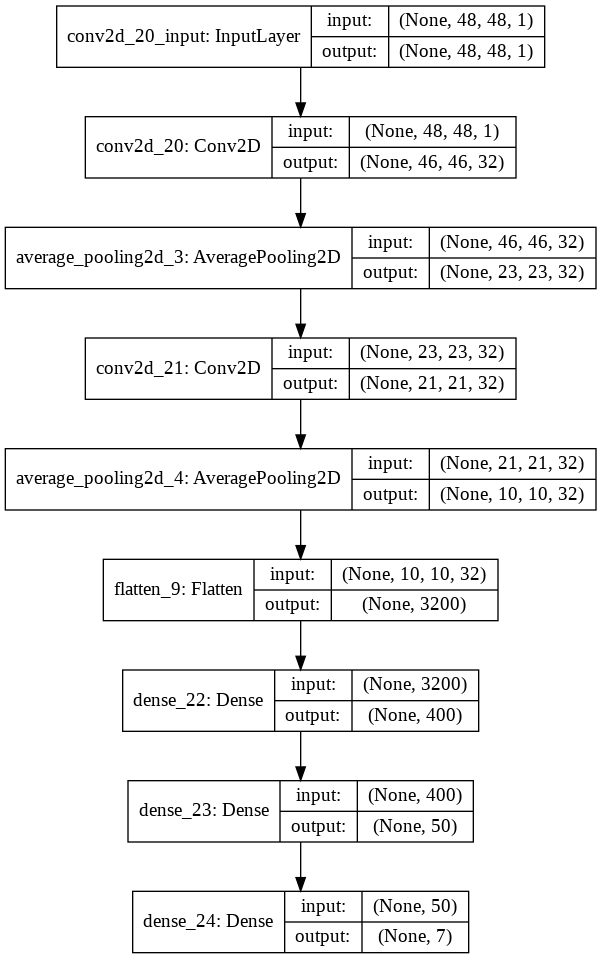 conv2d_20_input: InputLayer
input: (None, 48, 48, 1)
output: (None, 48, 48, 1)
conv2d_20: Conv2D
input: (None, 48, 48, 1)
output: (None, 46, 46, 32)
average_pooling2d_3: AveragePooling2D
input: (None, 46, 46, 32)
output: (None, 23, 23, 32)
conv2d_21: Conv2D
input: (None, 23, 23, 32)
output: (None, 21, 21, 32)
average_pooling2d_4: AveragePooling2D
input: (None, 21, 21, 32)
output: (None, 10, 10, 32)
flatten_9: Flatten
input: (None, 10, 10, 32)
output: (None, 3200)
dense_22: Dense
input: (None, 3200)
output: (None, 400)
dense_23: Dense
input: (None, 400)
output: (None, 50)
dense_24: Dense
input: (None, 50)
output: (None, 7)